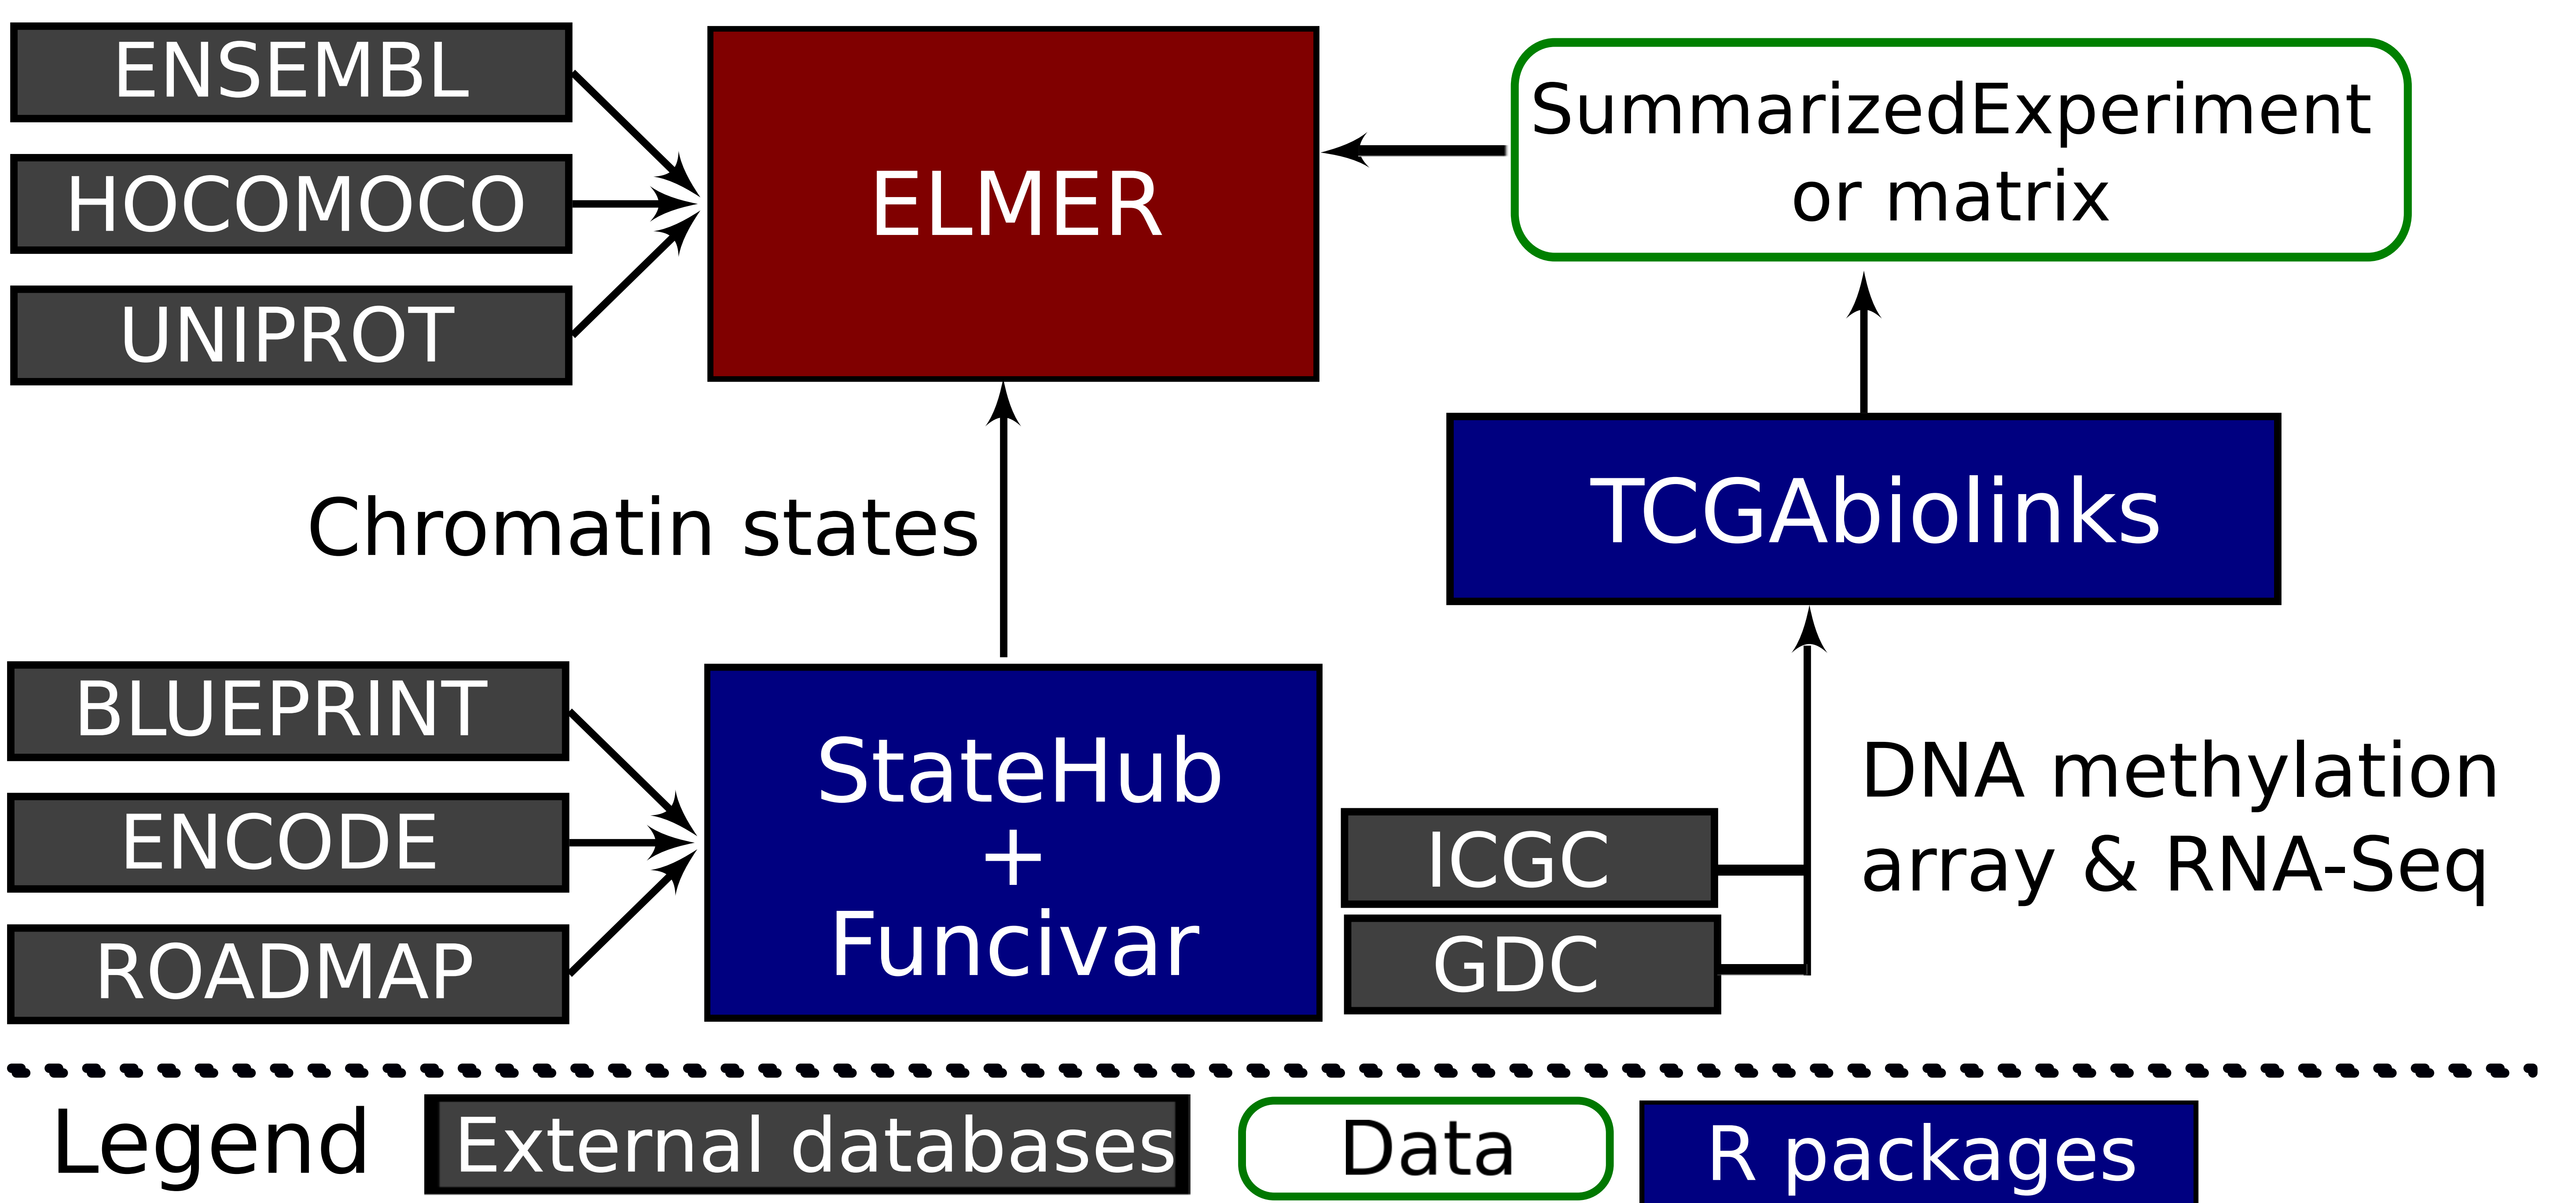 ENSEMBL
HOCOMOCO
UNIPROT
ELMER
SummarizedExperiment
or matrix
Chromatin states
TCGAbiolinks
BLUEPRINT
ENCODE
ROADMAP
StateHub
+
Funcivar
ICGC
GDC
DNA methylation
array & RNA-Seq
Legend
External databases
Data
R packages